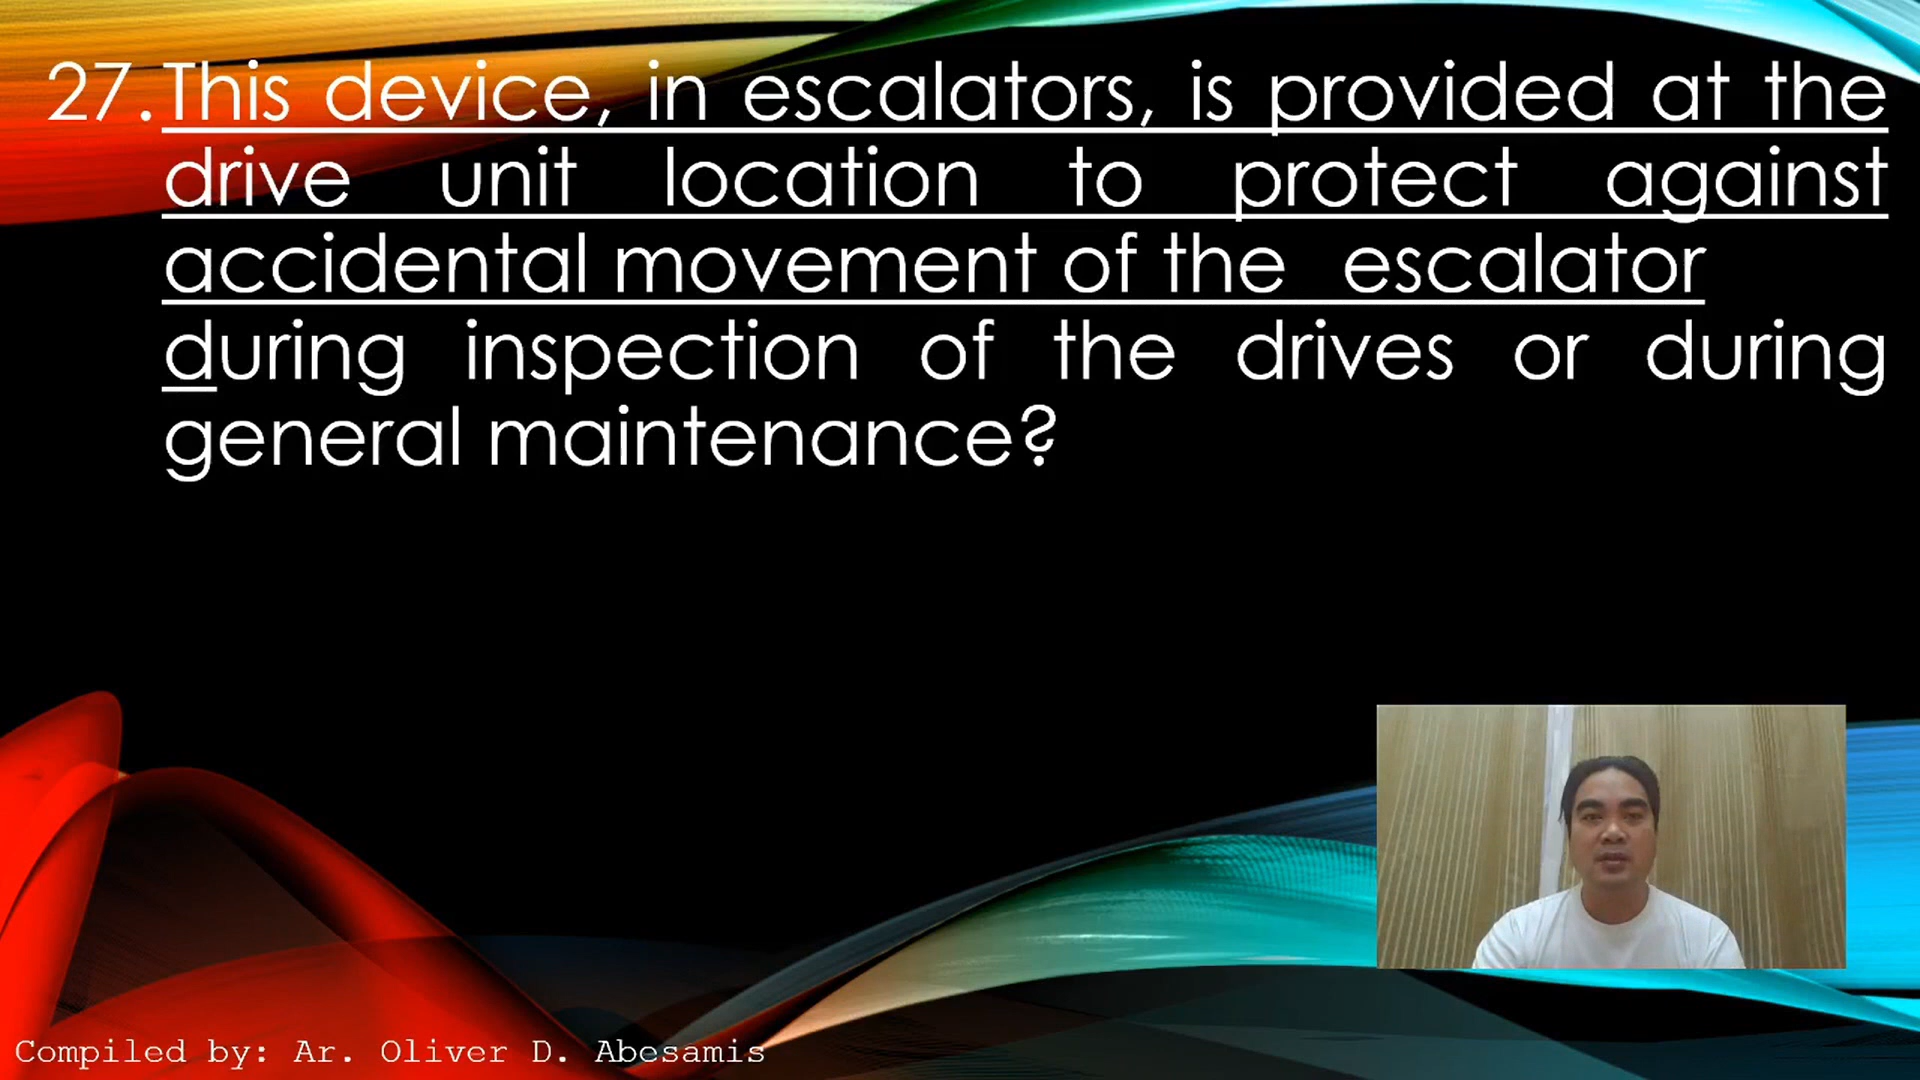 27. This device, in escalators, is provided at the
drive unit location to protect against
accidental movement of the escalator
during inspection of the drives or during
general maintenance?
Compiled by: Ar. Oliver D. Abesamis